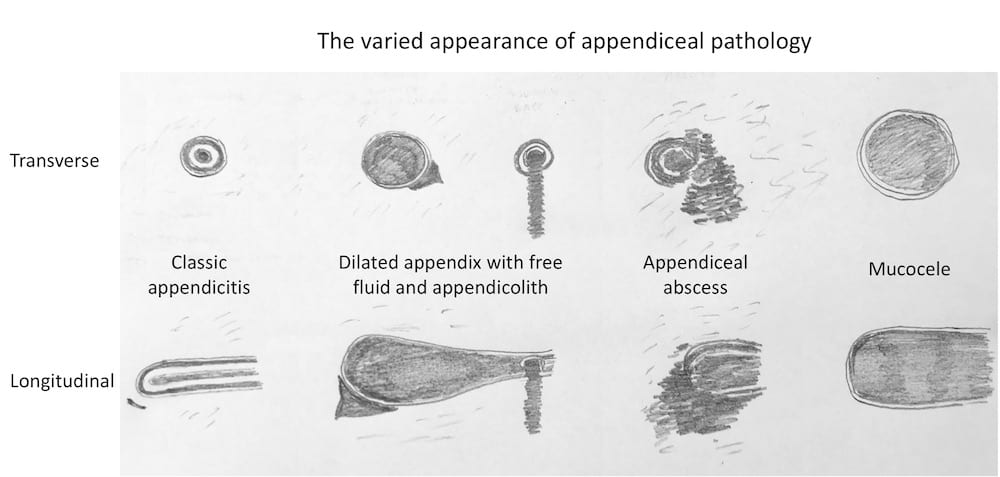 The varied appearance of appendiceal pathology
Transverse
Classic
appendicitis
Dilated appendix with free
fluid and appendicolith
Appendiceal
abscess
Mucocele
Longitudinal